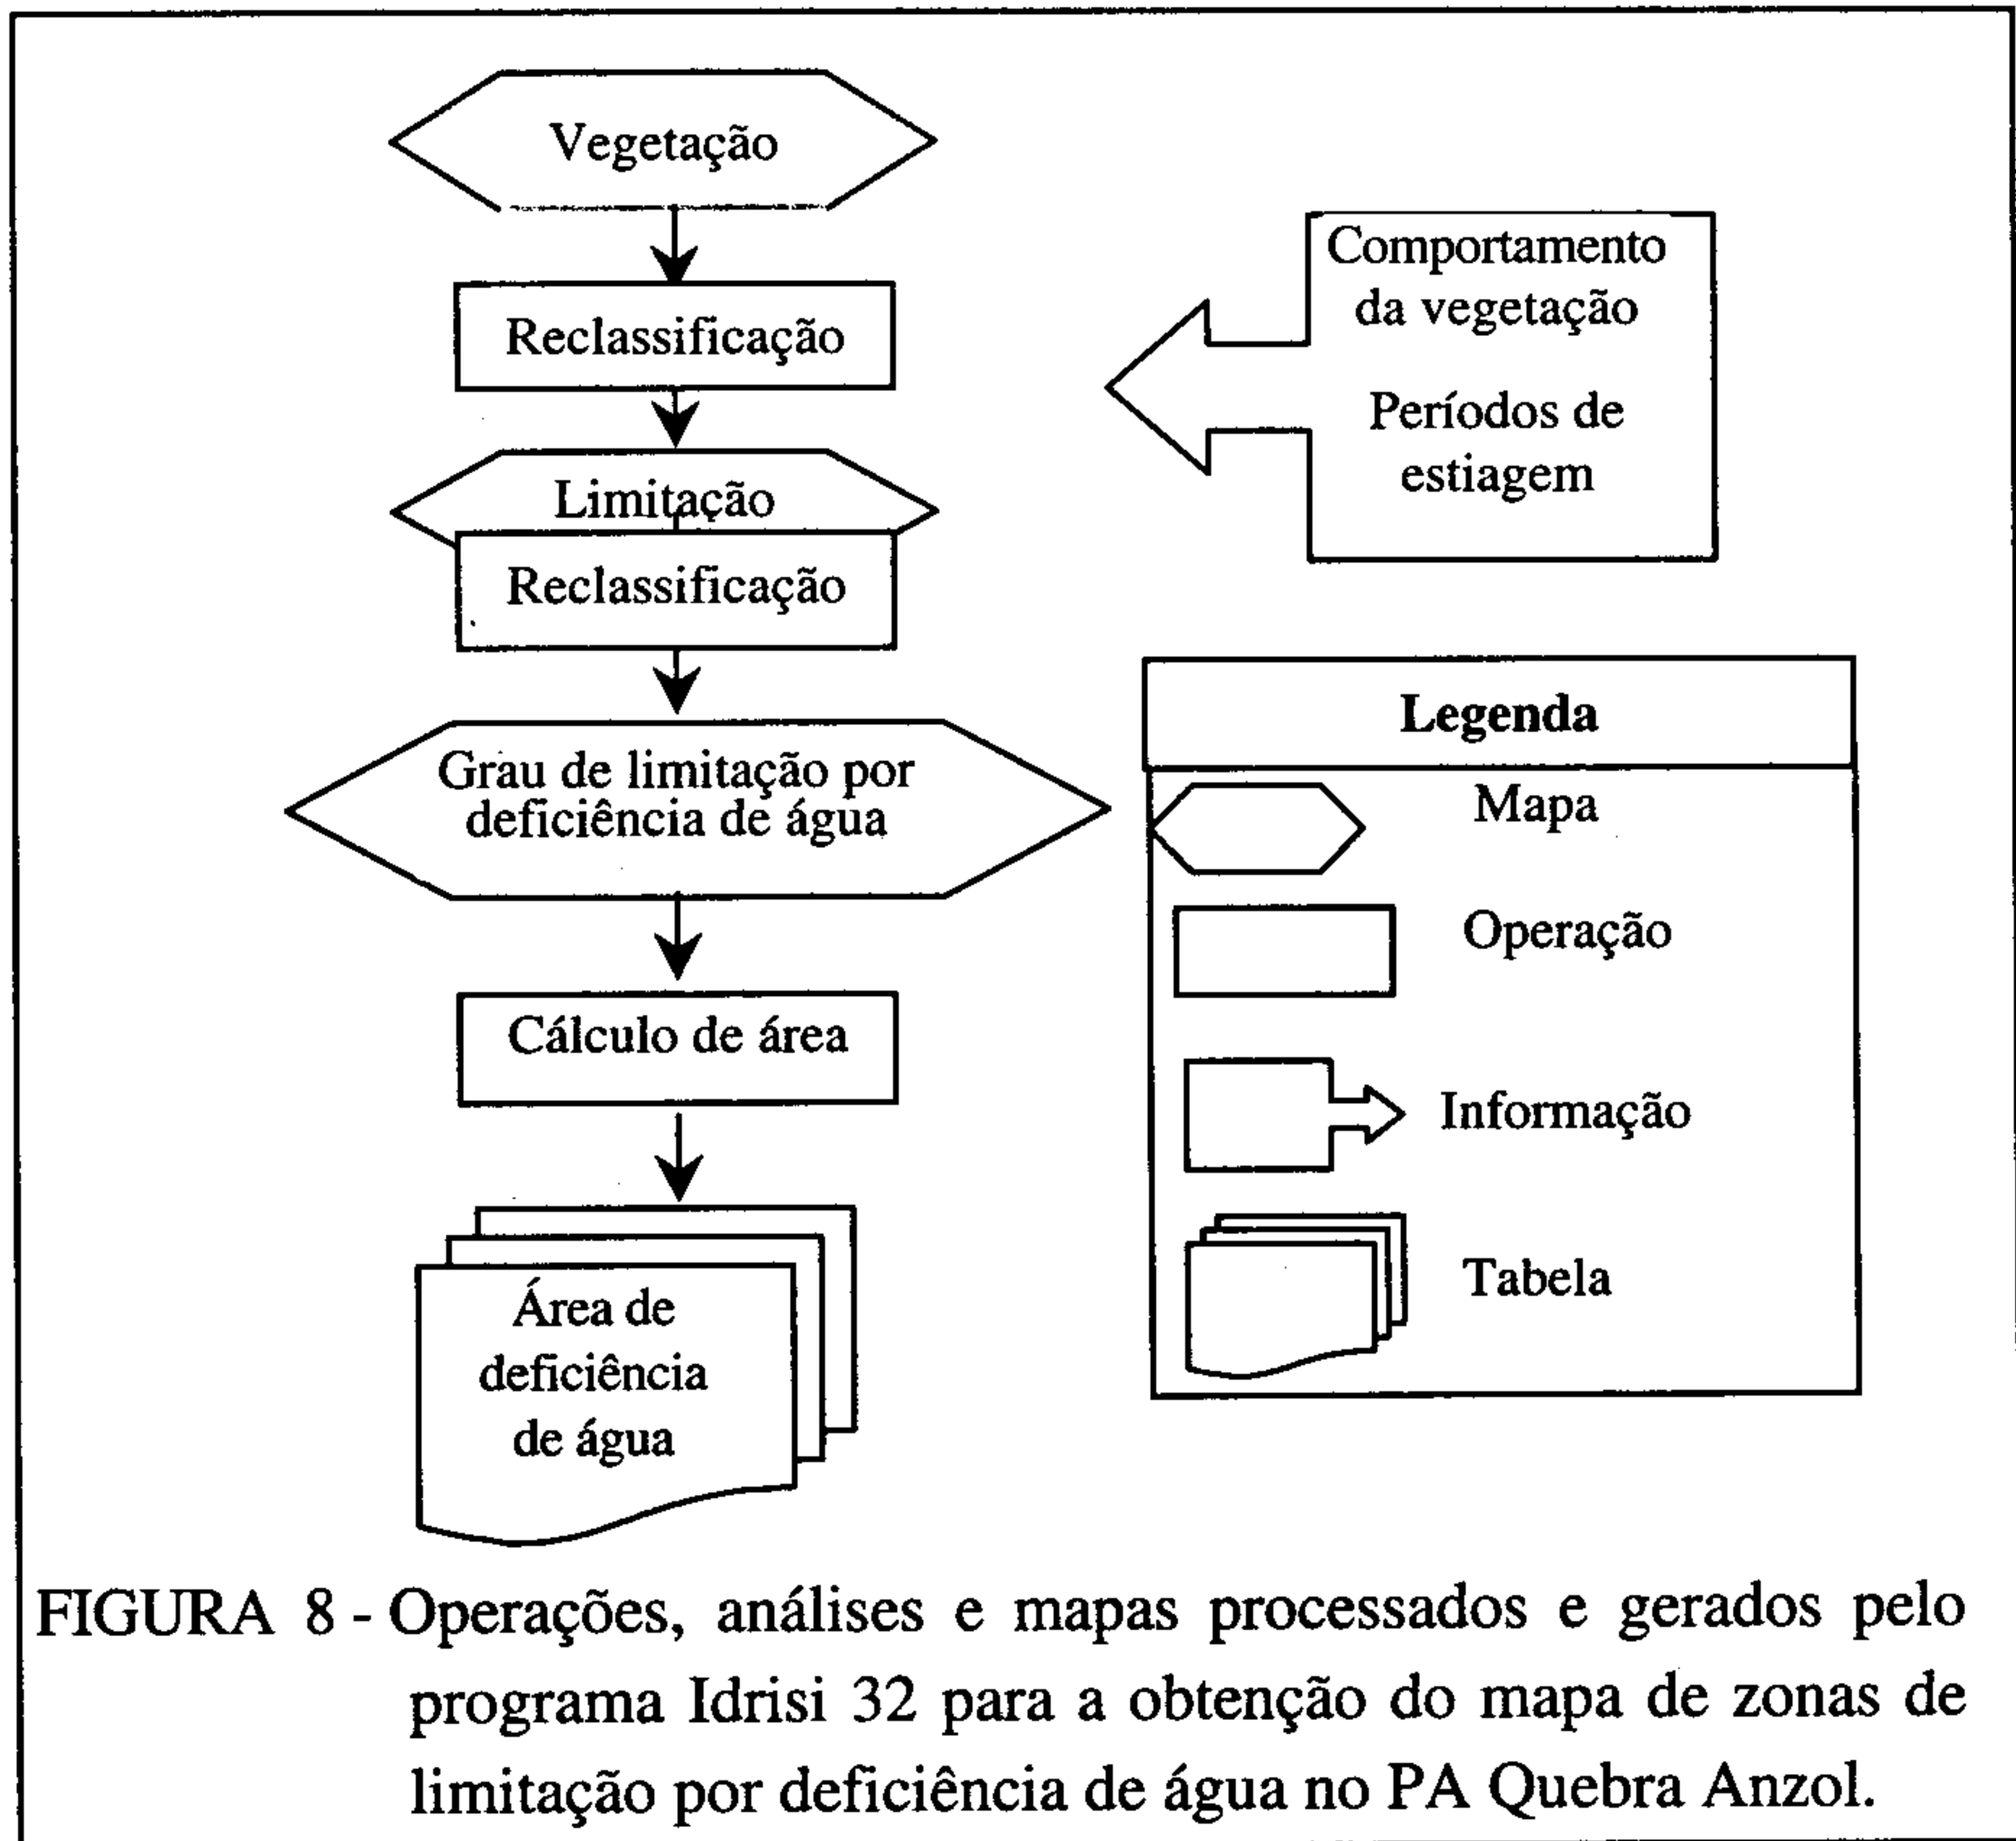 Vegetação
Reclassificação
Limitação
Reclassificação
Grau de limitação por
deficiência de água
Cálculo de área
Área de
deficiência
de água
Comportamento
da vegetação
Períodos de
estiagem
Legenda
Mapa
Operação
Informação
Tabela
FIGURA 8 - Operações, análises e mapas processados e gerados pelo
programa Idrisi 32 para a obtenção do mapa de zonas de
limitação por deficiência de água no PA Quebra Anzol.